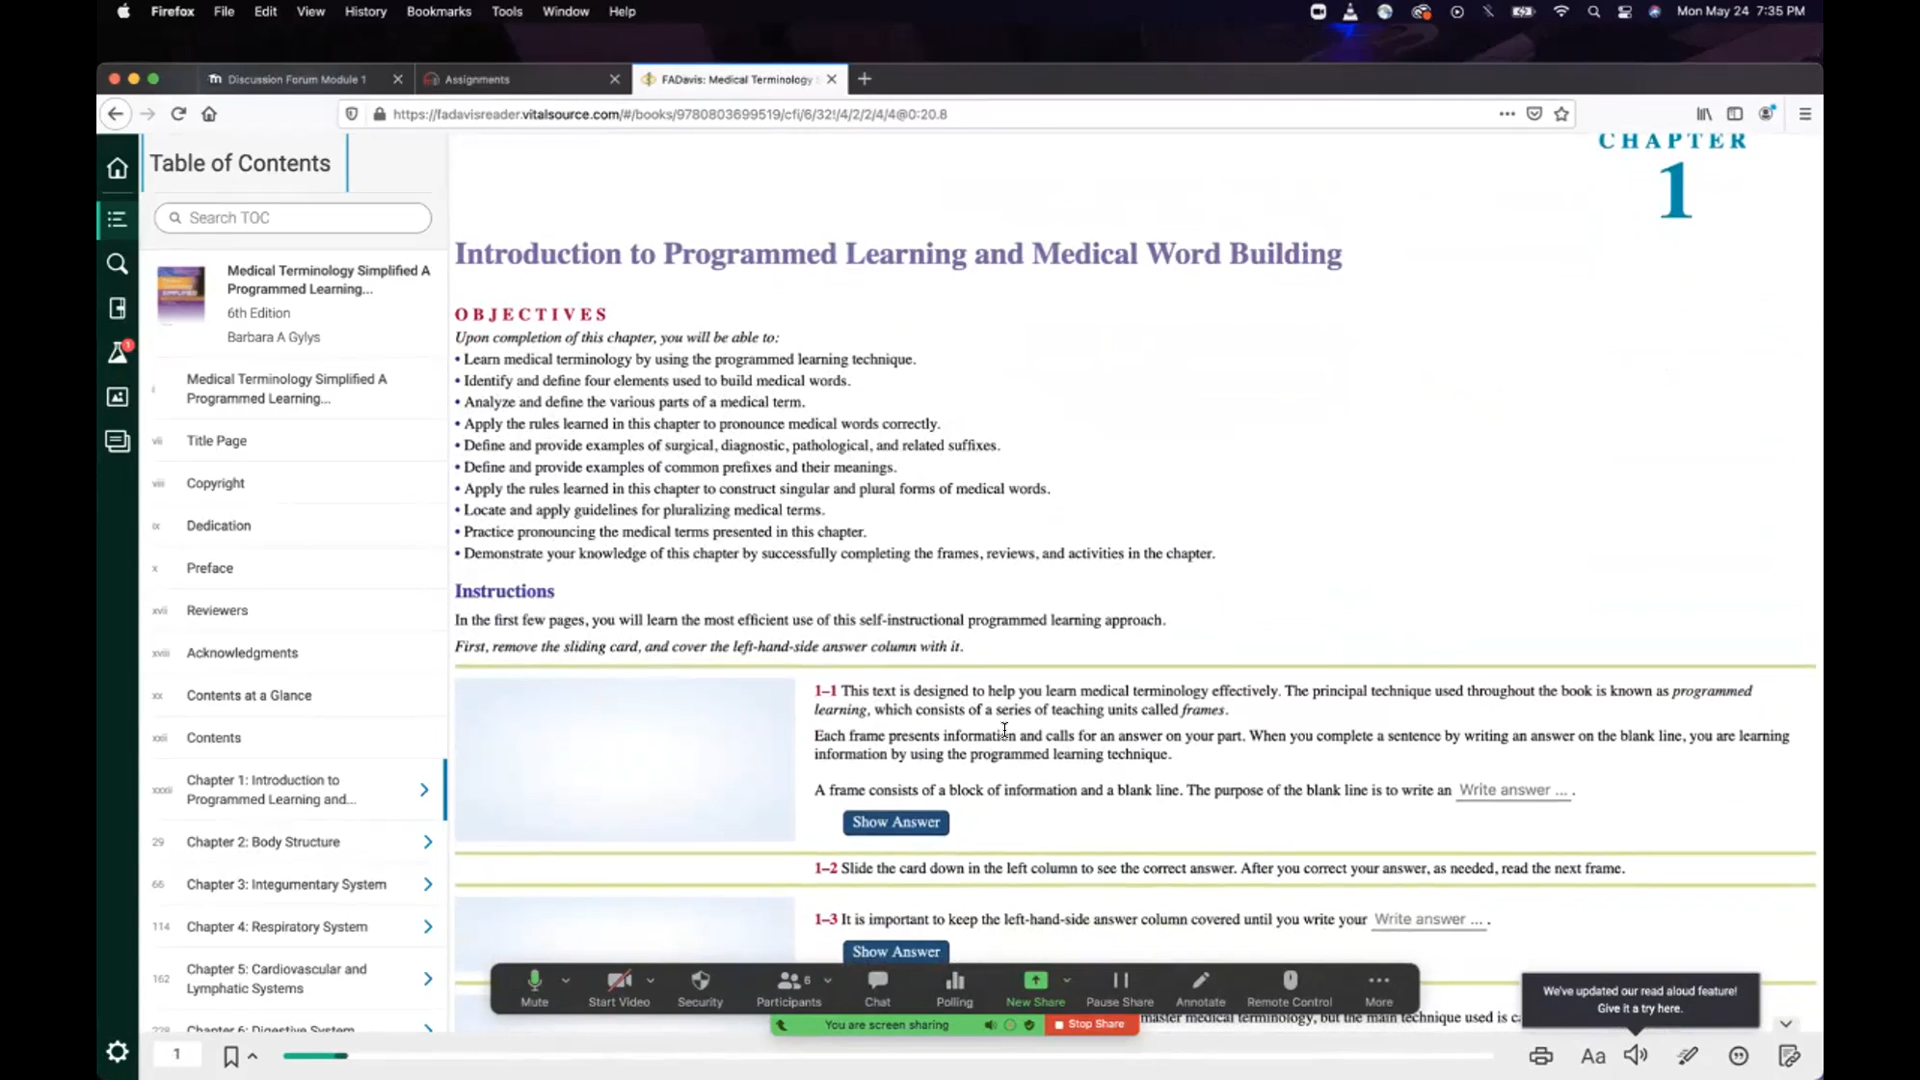 Firefox File Edit View History Bookmarks Tools Window Help Mon May 24 7:35 PM
Discussion Forum Module 1 Assignments FADavis: Medical Terminology
https://fadavisreader.vitalsource.com/#/books/9780803699519/cfi/6/32!/4/2/2/4/4@0:20.8
Table of Contents
Search TOC
Medical Terminology Simplified A
Programmed Learning...
6th Edition
Barbara A Gylys
i Medical Terminology Simplified A
Programmed Learning...
vii Title Page
viii Copyright
ix Dedication
x Preface
xvii Reviewers
xviii Acknowledgments
xx Contents at a Glance
xxii Contents
xxxii Chapter 1: Introduction to
Programmed Learning and...
29 Chapter 2: Body Structure
66 Chapter 3: Integumentary System
114 Chapter 4: Respiratory System
162 Chapter 5: Cardiovascular and
Lymphatic Systems
228 Chapter 6: Digestive System
CHAPTER
1
Introduction to Programmed Learning and Medical Word Building
OBJECTIVES
Upon completion of this chapter, you will be able to:
• Learn medical terminology by using the programmed learning technique.
• Identify and define four elements used to build medical words.
• Analyze and define the various parts of a medical term.
• Apply the rules learned in this chapter to pronounce medical words correctly.
• Define and provide examples of surgical, diagnostic, pathological, and related suffixes.
• Define and provide examples of common prefixes and their meanings.
• Apply the rules learned in this chapter to construct singular and plural forms of medical words.
• Locate and apply guidelines for pluralizing medical terms.
• Practice pronouncing the medical terms presented in this chapter.
• Demonstrate your knowledge of this chapter by successfully completing the frames, reviews, and activities in the chapter.
Instructions
In the first few pages, you will learn the most efficient use of this self-instructional programmed learning approach.
First, remove the sliding card, and cover the left-hand-side answer column with it.
1–1 This text is designed to help you learn medical terminology effectively. The principal technique used throughout the book is known as programmed
learning, which consists of a series of teaching units called frames.
Each frame presents information and calls for an answer on your part. When you complete a sentence by writing an answer on the blank line, you are learning
information by using the programmed learning technique.
A frame consists of a block of information and a blank line. The purpose of the blank line is to write an Write answer ... .
Show Answer
1–2 Slide the card down in the left column to see the correct answer. After you correct your answer, as needed, read the next frame.
1–3 It is important to keep the left-hand-side answer column covered until you write your Write answer ... .
Show Answer
6
Mute Start Video Security Participants Chat Polling New Share Pause Share Annotate Remote Control More
You are screen sharing Stop Share
master medical terminology, but the main technique used is
We've updated our read aloud feature!
Give it a try here.
1
Aa